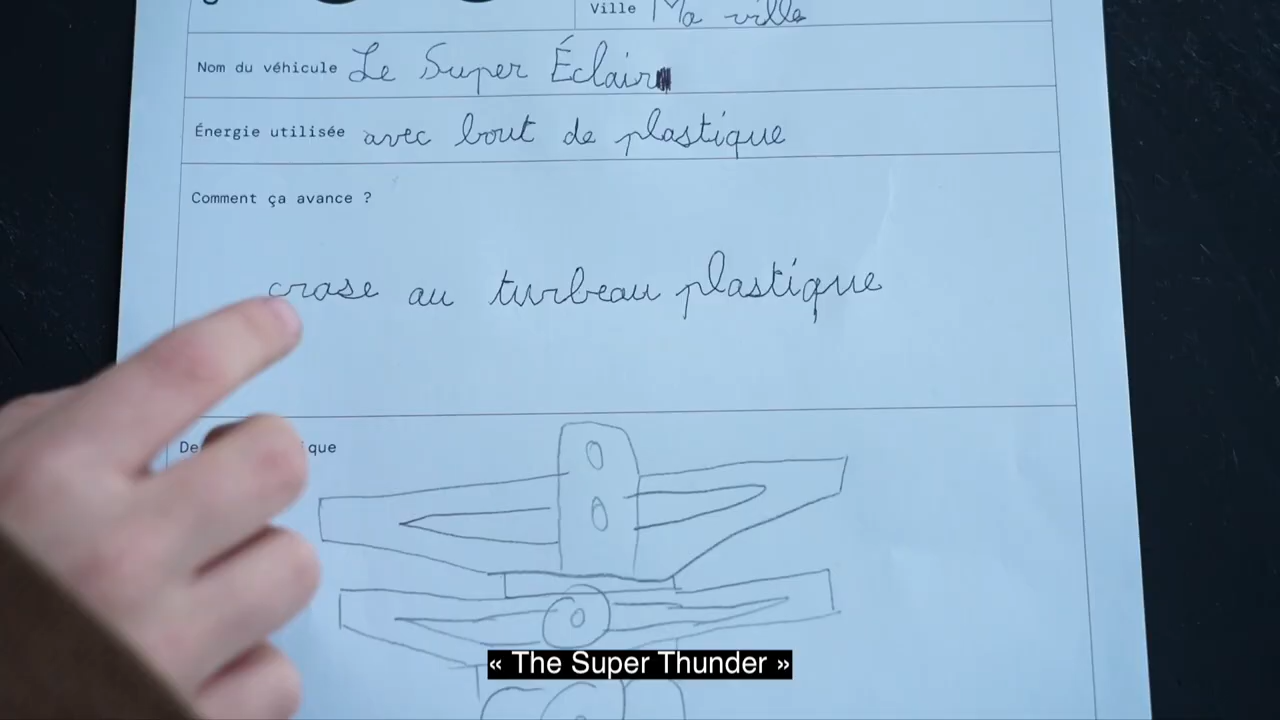 Ville Ma ville
Nom du véhicule Le Super Éclair
Énergie utilisée avec bout de plastique
Comment ça avance ?
crase au turbeau plastique
De que
« The Super Thunder »